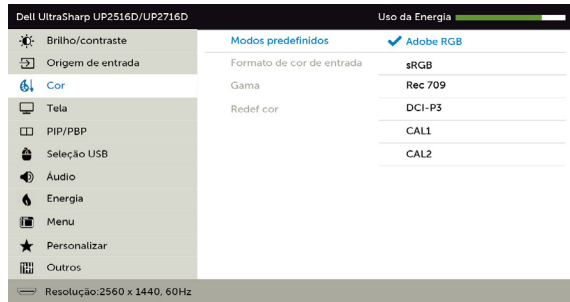 Dell UltraSharp UP2516D/UP2716D Uso da Energia
Brilho/contraste Modos predefinidos Adobe RGB
Origem de entrada Formato de cor de entrada sRGB
Cor Gama Rec 709
Tela Redef cor DCI-P3
PIP/PBP CAL1
Seleção USB CAL2
Áudio
Energia
Menu
Personalizar
Outros
Resolução:2560 x 1440, 60Hz